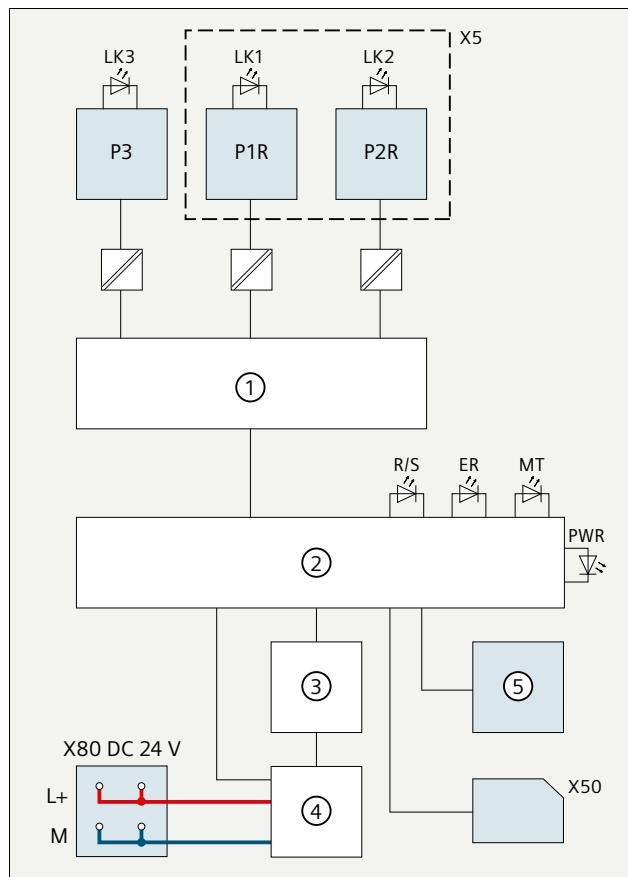 X5
LK3 LK1 LK2
P3 P1R P2R
①
R/S ER MT
PWR
②
③ ⑤
X80 DC 24 V
X50
L+
④
M